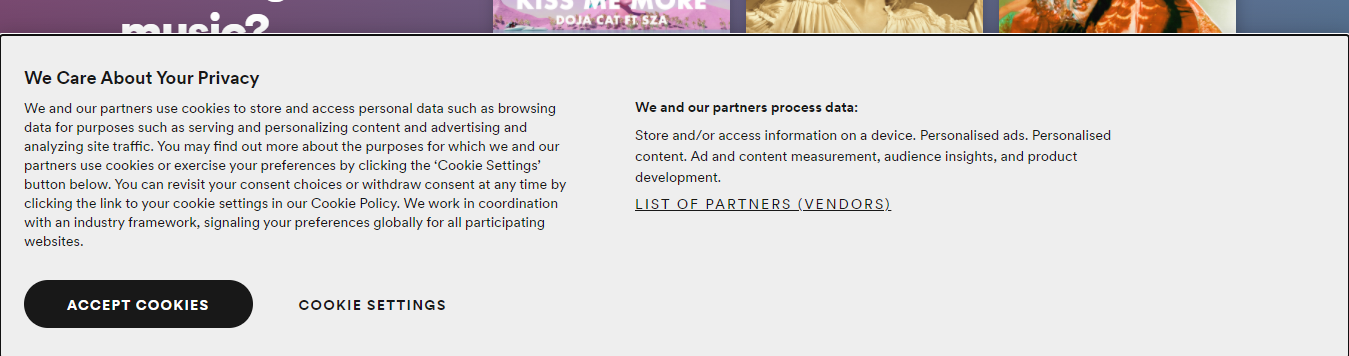 music?
KISS ME MORE
DOJA CAT FT SZA
We Care About Your Privacy
We and our partners use cookies to store and access personal data such as browsing
data for purposes such as serving and personalizing content and advertising and
analyzing site traffic. You may find out more about the purposes for which we and our
partners use cookies or exercise your preferences by clicking the ‘Cookie Settings’
button below. You can revisit your consent choices or withdraw consent at any time by
clicking the link to your cookie settings in our Cookie Policy. We work in coordination
with an industry framework, signaling your preferences globally for all participating
websites.
ACCEPT COOKIES
COOKIE SETTINGS
We and our partners process data:
Store and/or access information on a device. Personalised ads. Personalised
content. Ad and content measurement, audience insights, and product
development.
LIST OF PARTNERS (VENDORS)